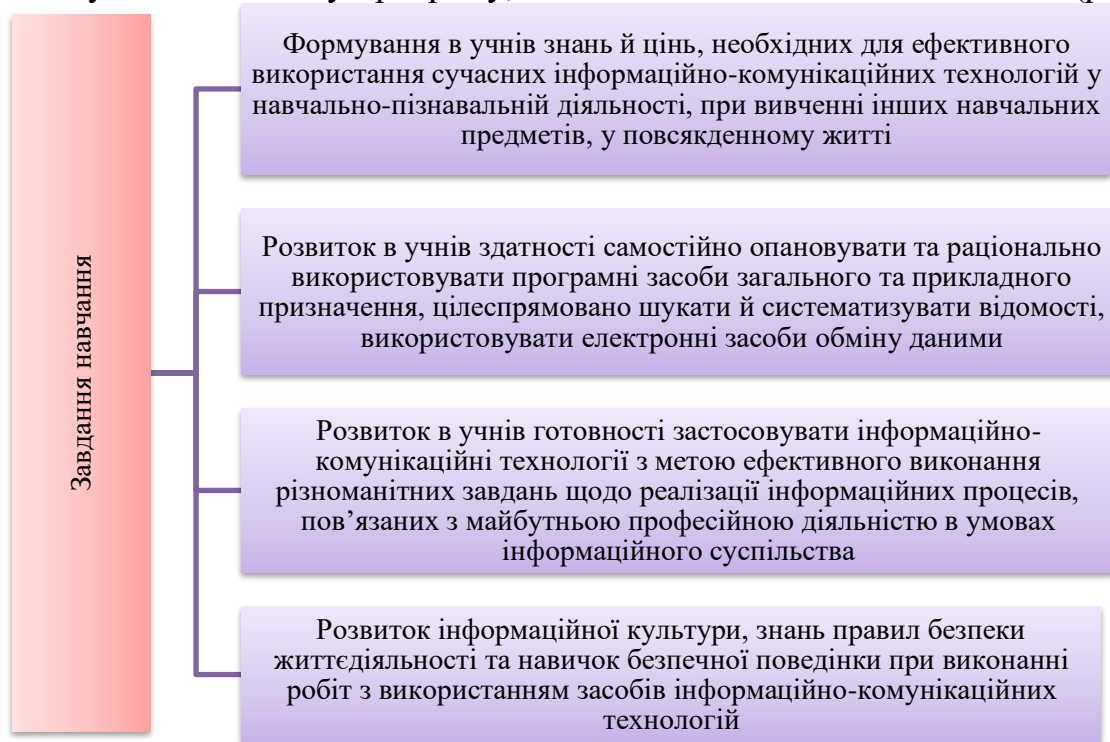 Завдання навчання
Формування в учнів знань й цінь, необхідних для ефективного
використання сучасних інформаційно-комунікаційних технологій у
навчально-пізнавальній діяльності, при вивченні інших навчальних
предметів, у повсякденному житті
Розвиток в учнів здатності самостійно опановувати та раціонально
використовувати програмні засоби загального та прикладного
призначення, цілеспрямовано шукати й систематизувати відомості,
використовувати електронні засоби обміну даними
Розвиток в учнів готовності застосовувати інформаційно-
комунікаційні технології з метою ефективного виконання
різноманітних завдань щодо реалізації інформаційних процесів,
пов’язаних з майбутньою професійною діяльністю в умовах
інформаційного суспільства
Розвиток інформаційної культури, знань правил безпеки
життєдіяльності та навичок безпечної поведінки при виконанні
робіт з використанням засобів інформаційно-комунікаційних
технологій